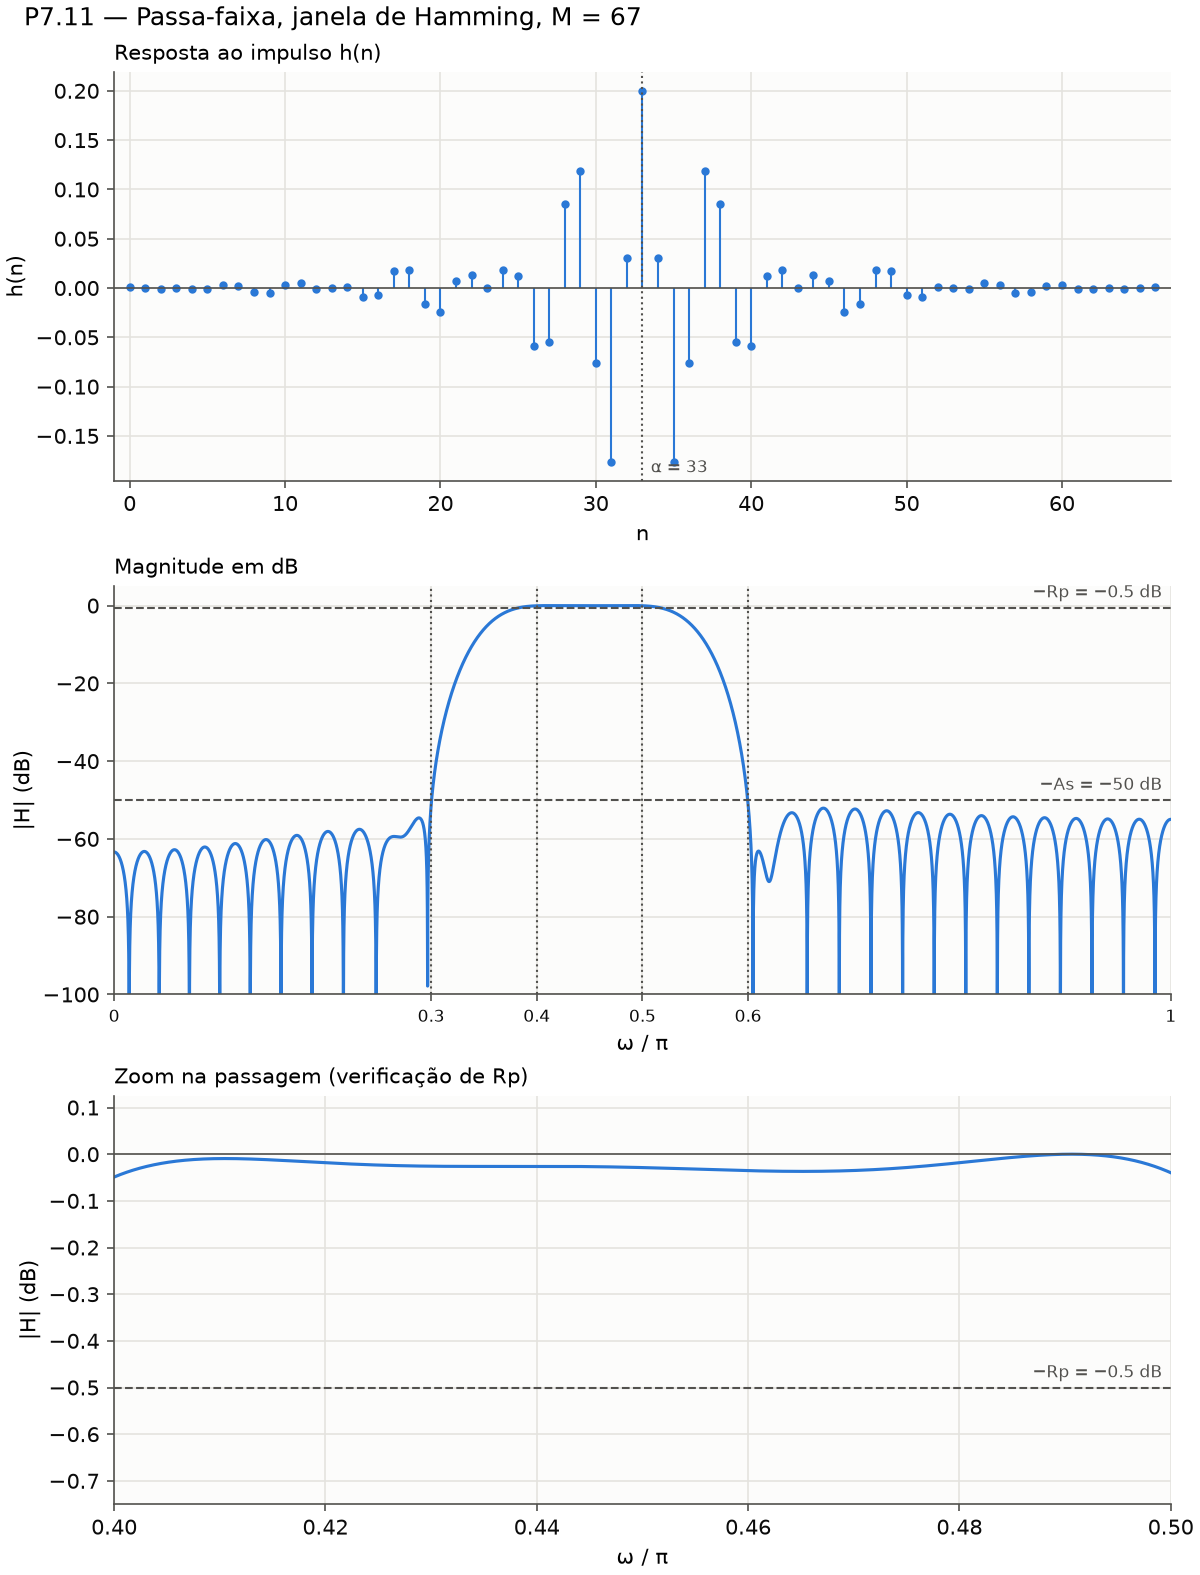 P7.11 — Passa-faixa, janela de Hamming, M = 67
Resposta ao impulso h(n)
0.20
0.15
0.10
0.05
0.00
−0.05
−0.10
−0.15
h(n)
α = 33
0 10 20 30 40 50 60
n
Magnitude em dB
0
−20
−40
−60
−80
−100
|H| (dB)
−Rp = −0.5 dB
−As = −50 dB
0 0.3 0.4 0.5 0.6 1
ω / π
Zoom na passagem (verificação de Rp)
0.1
0.0
−0.1
−0.2
−0.3
−0.4
−0.5
−0.6
−0.7
|H| (dB)
−Rp = −0.5 dB
0.40 0.42 0.44 0.46 0.48 0.50
ω / π